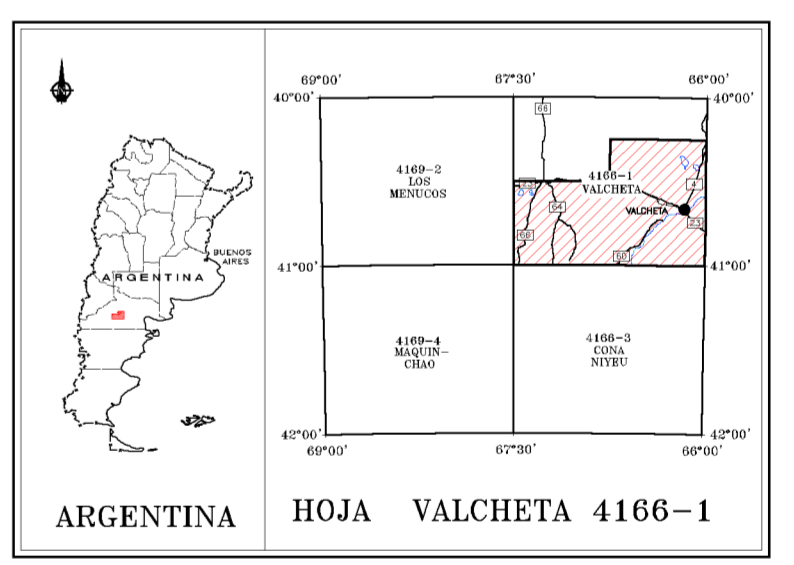 69°00'
67°30'
66°00'
40°00'
40°00'
66
4169-2
LOS
MENUCOS
4166-1
VALCHETA
4
64
VALCHETA
23
66
60
BUENOS
AIRES
ARGENTINA
41°00'
41°00'
4169-4
MAQUIN-
CHAO
4166-3
CONA
NIYEU
42°00'
42°00'
69°00'
67°30'
66°00'
ARGENTINA
HOJA VALCHETA 4166-1